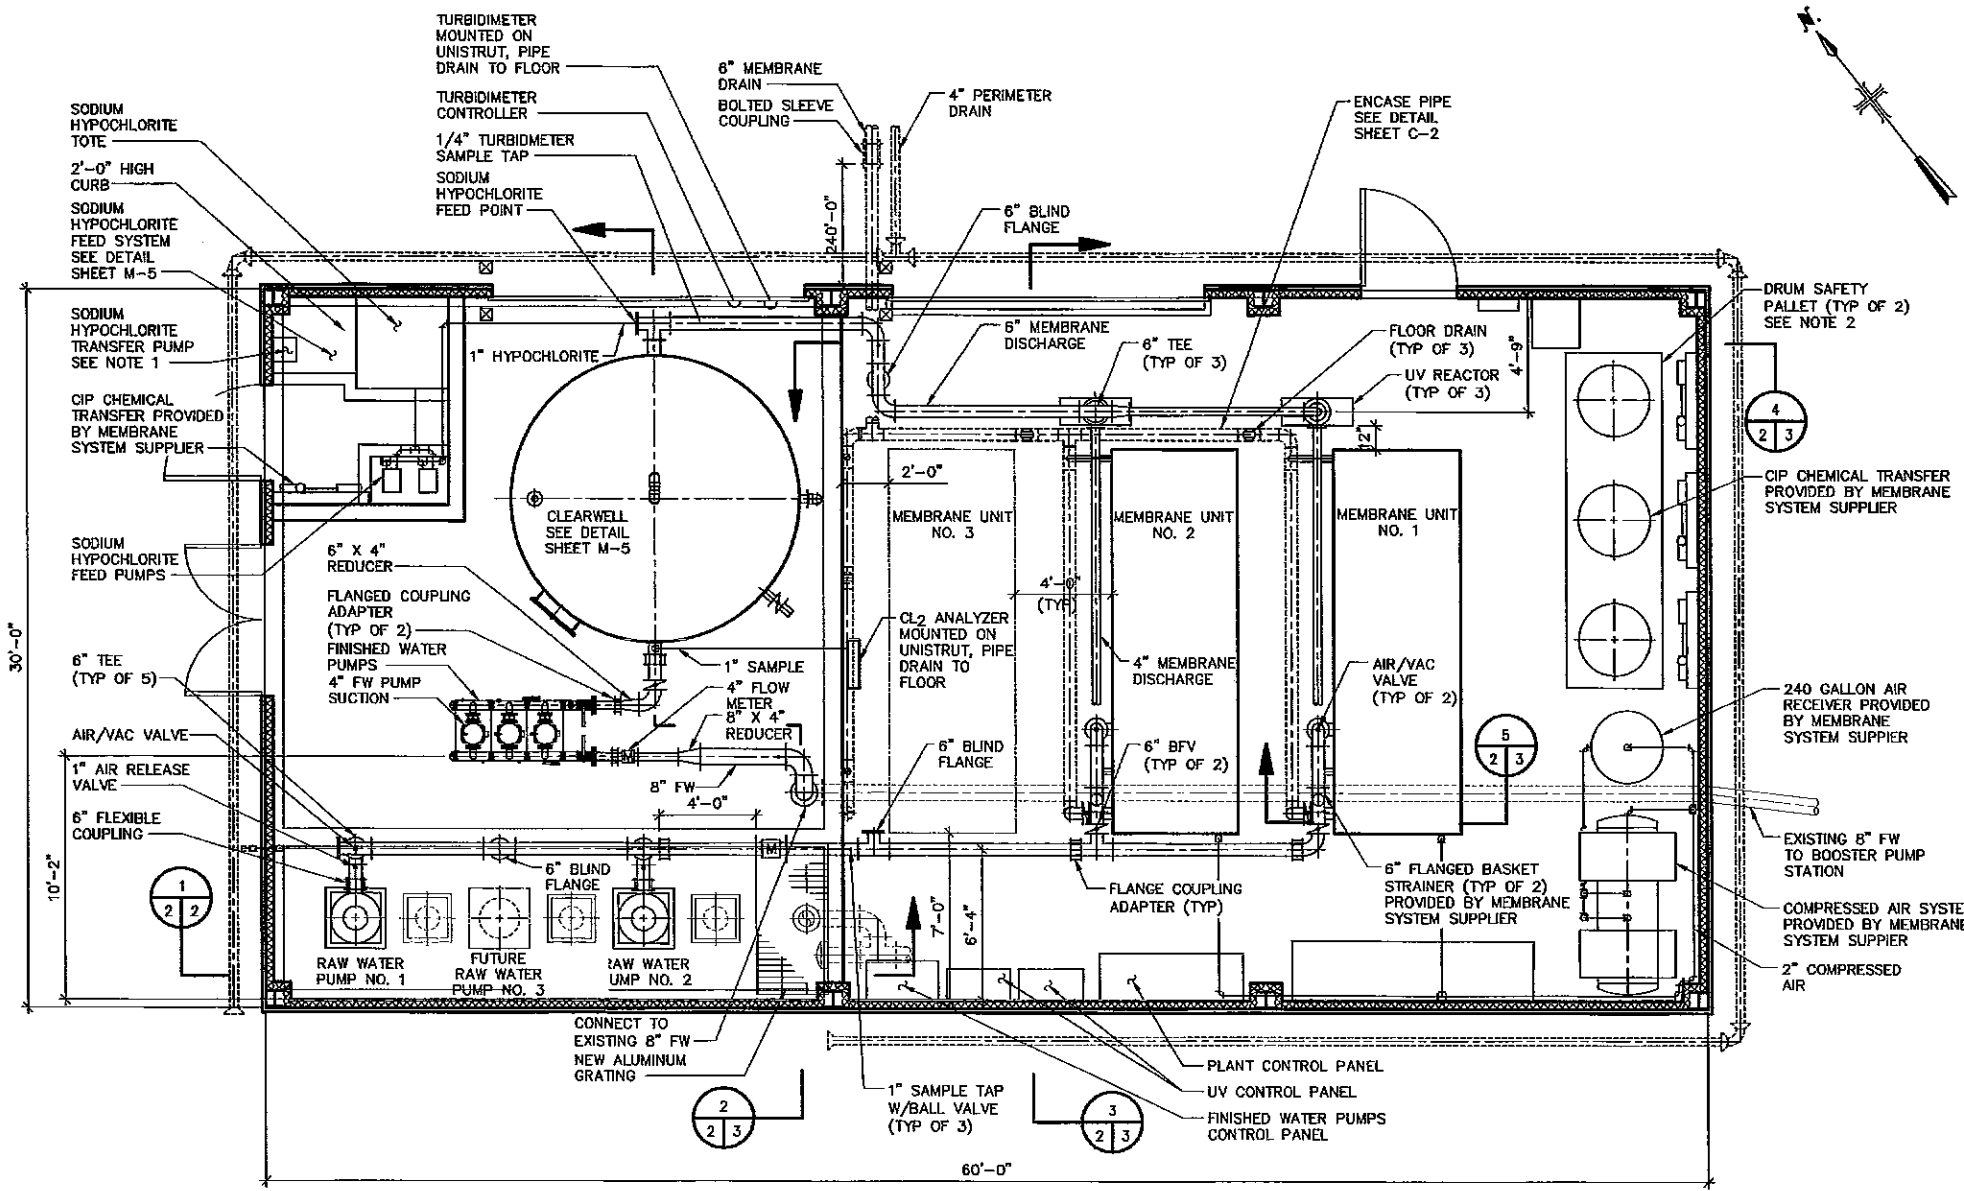 TURBIDIMETER
MOUNTED ON
UNISTRUT, PIPE
DRAIN TO FLOOR
TURBIDIMETER
CONTROLLER
1/4" TURBIDMETER
SAMPLE TAP
SODIUM
HYPOCHLORITE
FEED POINT
6" MEMBRANE
DRAIN
BOLTED SLEEVE
COUPLING
4" PERIMETER
DRAIN
ENCASE PIPE
SEE DETAIL
SHEET C-2
N.
SODIUM
HYPOCHLORITE
TOTE
2'-0" HIGH
CURB
SODIUM
HYPOCHLORITE
FEED SYSTEM
SEE DETAIL
SHEET M-5
SODIUM
HYPOCHLORITE
TRANSFER PUMP
SEE NOTE 1
CIP CHEMICAL
TRANSFER PROVIDED
BY MEMBRANE
SYSTEM SUPPLIER
SODIUM
HYPOCHLORITE
FEED PUMPS
240'-0"
6" BLIND
FLANGE
1" HYPOCHLORITE
6" MEMBRANE
DISCHARGE
6" TEE
(TYP OF 3)
FLOOR DRAIN
(TYP OF 3)
UV REACTOR
(TYP OF 3)
4'-9"
DRUM SAFETY
PALLET (TYP OF 2)
SEE NOTE 2
4
2 3
12"
2'-0"
CLEARWELL
SEE DETAIL
SHEET M-5
MEMBRANE UNIT
NO. 3
MEMBRANE UNIT
NO. 2
MEMBRANE UNIT
NO. 1
CIP CHEMICAL TRANSFER
PROVIDED BY MEMBRANE
SYSTEM SUPPLIER
6" X 4"
REDUCER
FLANGED COUPLING
ADAPTER
(TYP OF 2)
FINISHED WATER
PUMPS
4" FW PUMP
SUCTION
4'-0"
(TYP)
CL2 ANALYZER
MOUNTED ON
UNISTRUT, PIPE
DRAIN TO
FLOOR
1" SAMPLE
4" FLOW
METER
8" X 4"
REDUCER
4" MEMBRANE
DISCHARGE
AIR/VAC
VALVE
(TYP OF 2)
240 GALLON AIR
RECEIVER PROVIDED
BY MEMBRANE
SYSTEM SUPPIER
30'-0"
6" TEE
(TYP OF 5)
AIR/VAC VALVE
1" AIR RELEASE
VALVE
6" FLEXIBLE
COUPLING
10'-2"
M
8" FW
4'-0"
6" BLIND
FLANGE
6" BFV
(TYP OF 2)
5
2 3
M
6" BLIND
FLANGE
FLANGE COUPLING
ADAPTER (TYP)
6" FLANGED BASKET
STRAINER (TYP OF 2)
PROVIDED BY MEMBRANE
SYSTEM SUPPLIER
EXISTING 8" FW
TO BOOSTER PUMP
STATION
COMPRESSED AIR SYSTE
PROVIDED BY MEMBRANE
SYSTEM SUPPIER
2" COMPRESSED
AIR
1
2 2
7'-0"
6'-4"
RAW WATER
PUMP NO. 1
FUTURE
RAW WATER
PUMP NO. 3
RAW WATER
UMP NO. 2
CONNECT TO
EXISTING 8" FW
NEW ALUMINUM
GRATING
2
2 3
1" SAMPLE TAP
W/BALL VALVE
(TYP OF 3)
3
2 3
PLANT CONTROL PANEL
UV CONTROL PANEL
FINISHED WATER PUMPS
CONTROL PANEL
60'-0"